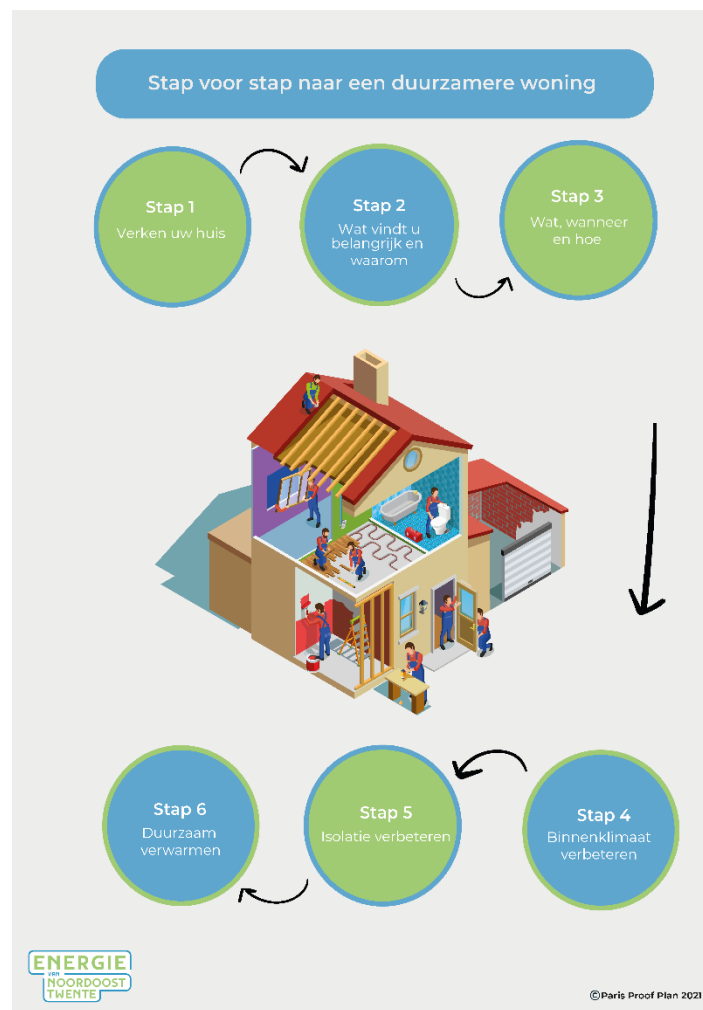 Stap voor stap naar een duurzamere woning
Stap 1
Verken uw huis
Stap 2
Wat vindt u
belangrijk en
waarom
Stap 3
Wat, wanneer
en hoe
Stap 4
Binnenklimaat
verbeteren
Stap 5
Isolatie verbeteren
Stap 6
Duurzaam
verwarmen
ENERGIE
VAN
NOORDOOST
TWENTE
©Paris Proof Plan 2021